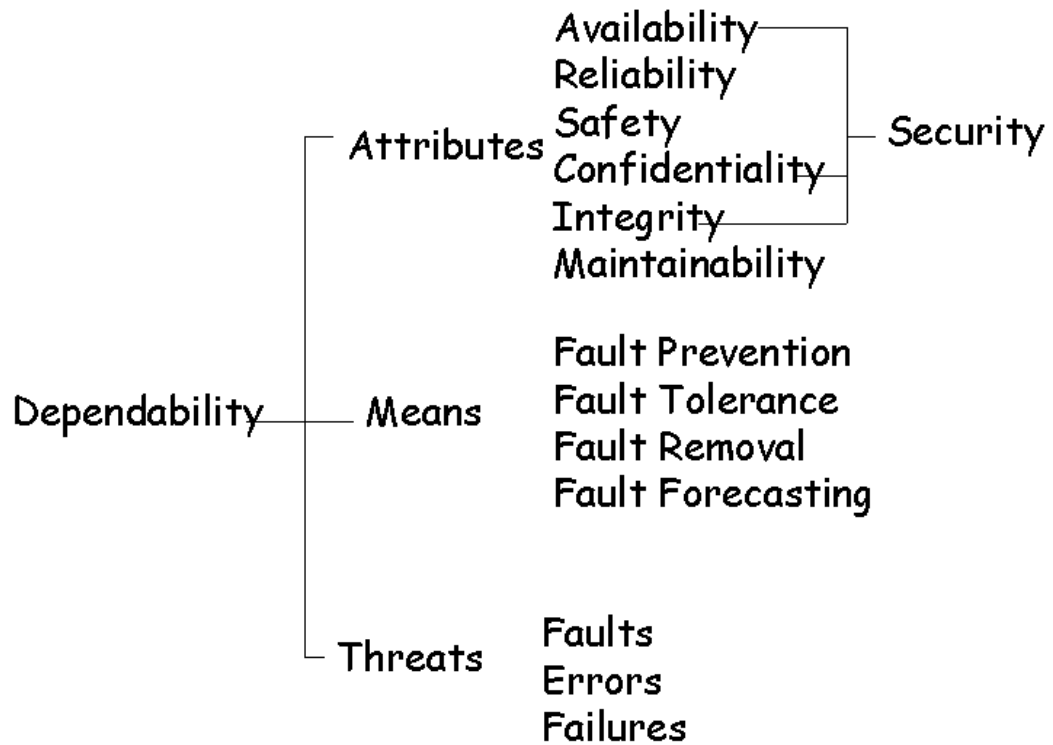 Availability
Reliability
Safety
Confidentiality
Integrity
Maintainability
Attributes
Security
Dependability
Means
Fault Prevention
Fault Tolerance
Fault Removal
Fault Forecasting
Threats
Faults
Errors
Failures